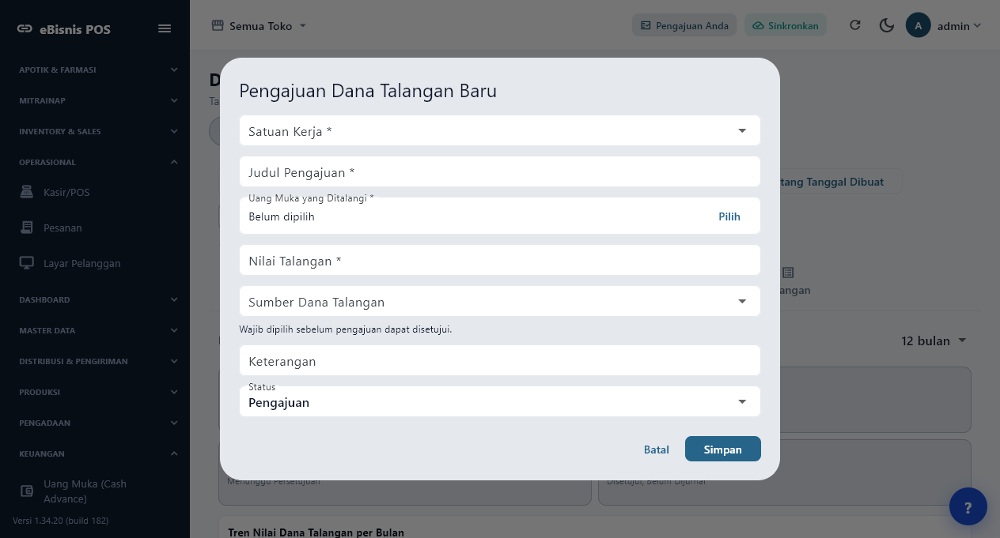 eBisnis POS
Semua Toko
Pengajuan Anda
Sinkronkan
A
admin
APOTIK & FARMASI
MITRAINAP
INVENTORY & SALES
OPERASIONAL
Kasir/POS
Pesanan
Layar Pelanggan
DASHBOARD
MASTER DATA
DISTRIBUSI & PENGIRIMAN
PRODUKSI
PENGADAAN
KEUANGAN
Uang Muka (Cash
Advance)
Versi 1.34.20 (build 182)
Pengajuan Dana Talangan Baru
Satuan Kerja *
Judul Pengajuan *
Uang Muka yang Ditalangi *
Belum dipilih
Pilih
Nilai Talangan *
Sumber Dana Talangan
Wajib dipilih sebelum pengajuan dapat disetujui.
Keterangan
Status
Pengajuan
Batal
Simpan
Tanggal Dibuat
12 bulan
Menunggu Persetujuan
Disetujui, Belum Dijurnal
Tren Nilai Dana Talangan per Bulan
?